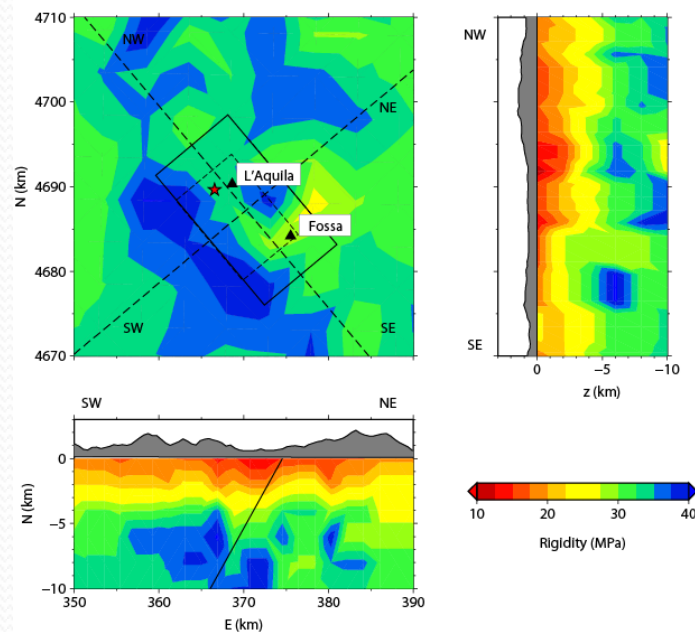 4710
4700
4690
4680
4670
N (km)
NW
NE
L'Aquila
Fossa
SW
SE
NW
SE
0
−5
−10
z (km)
SW
NE
0
−5
−10
N (km)
350
360
370
380
390
E (km)
10
20
30
40
Rigidity (MPa)